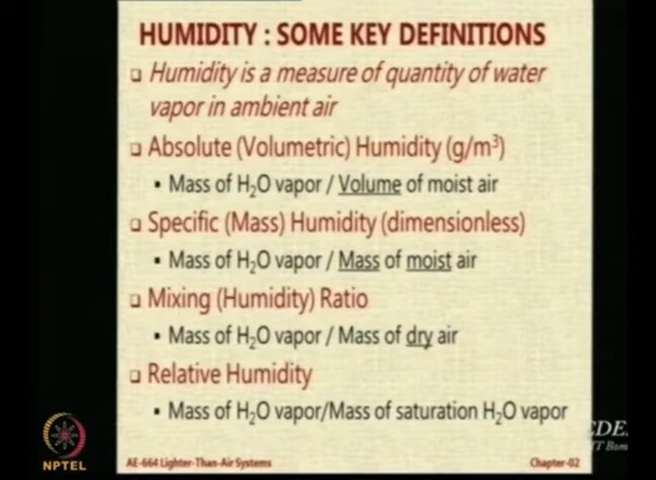 HUMIDITY : SOME KEY DEFINITIONS
Humidity is a measure of quantity of water
vapor in ambient air
Absolute (Volumetric) Humidity (g/m³)
Mass of H₂O vapor / Volume of moist air
Specific (Mass) Humidity (dimensionless)
Mass of H₂O vapor / Mass of moist air
Mixing (Humidity) Ratio
Mass of H₂O vapor / Mass of dry air
Relative Humidity
Mass of H₂O vapor/Mass of saturation H₂O vapor
NPTEL
AE-664 Lighter-Than-Air Systems
Chapter-02